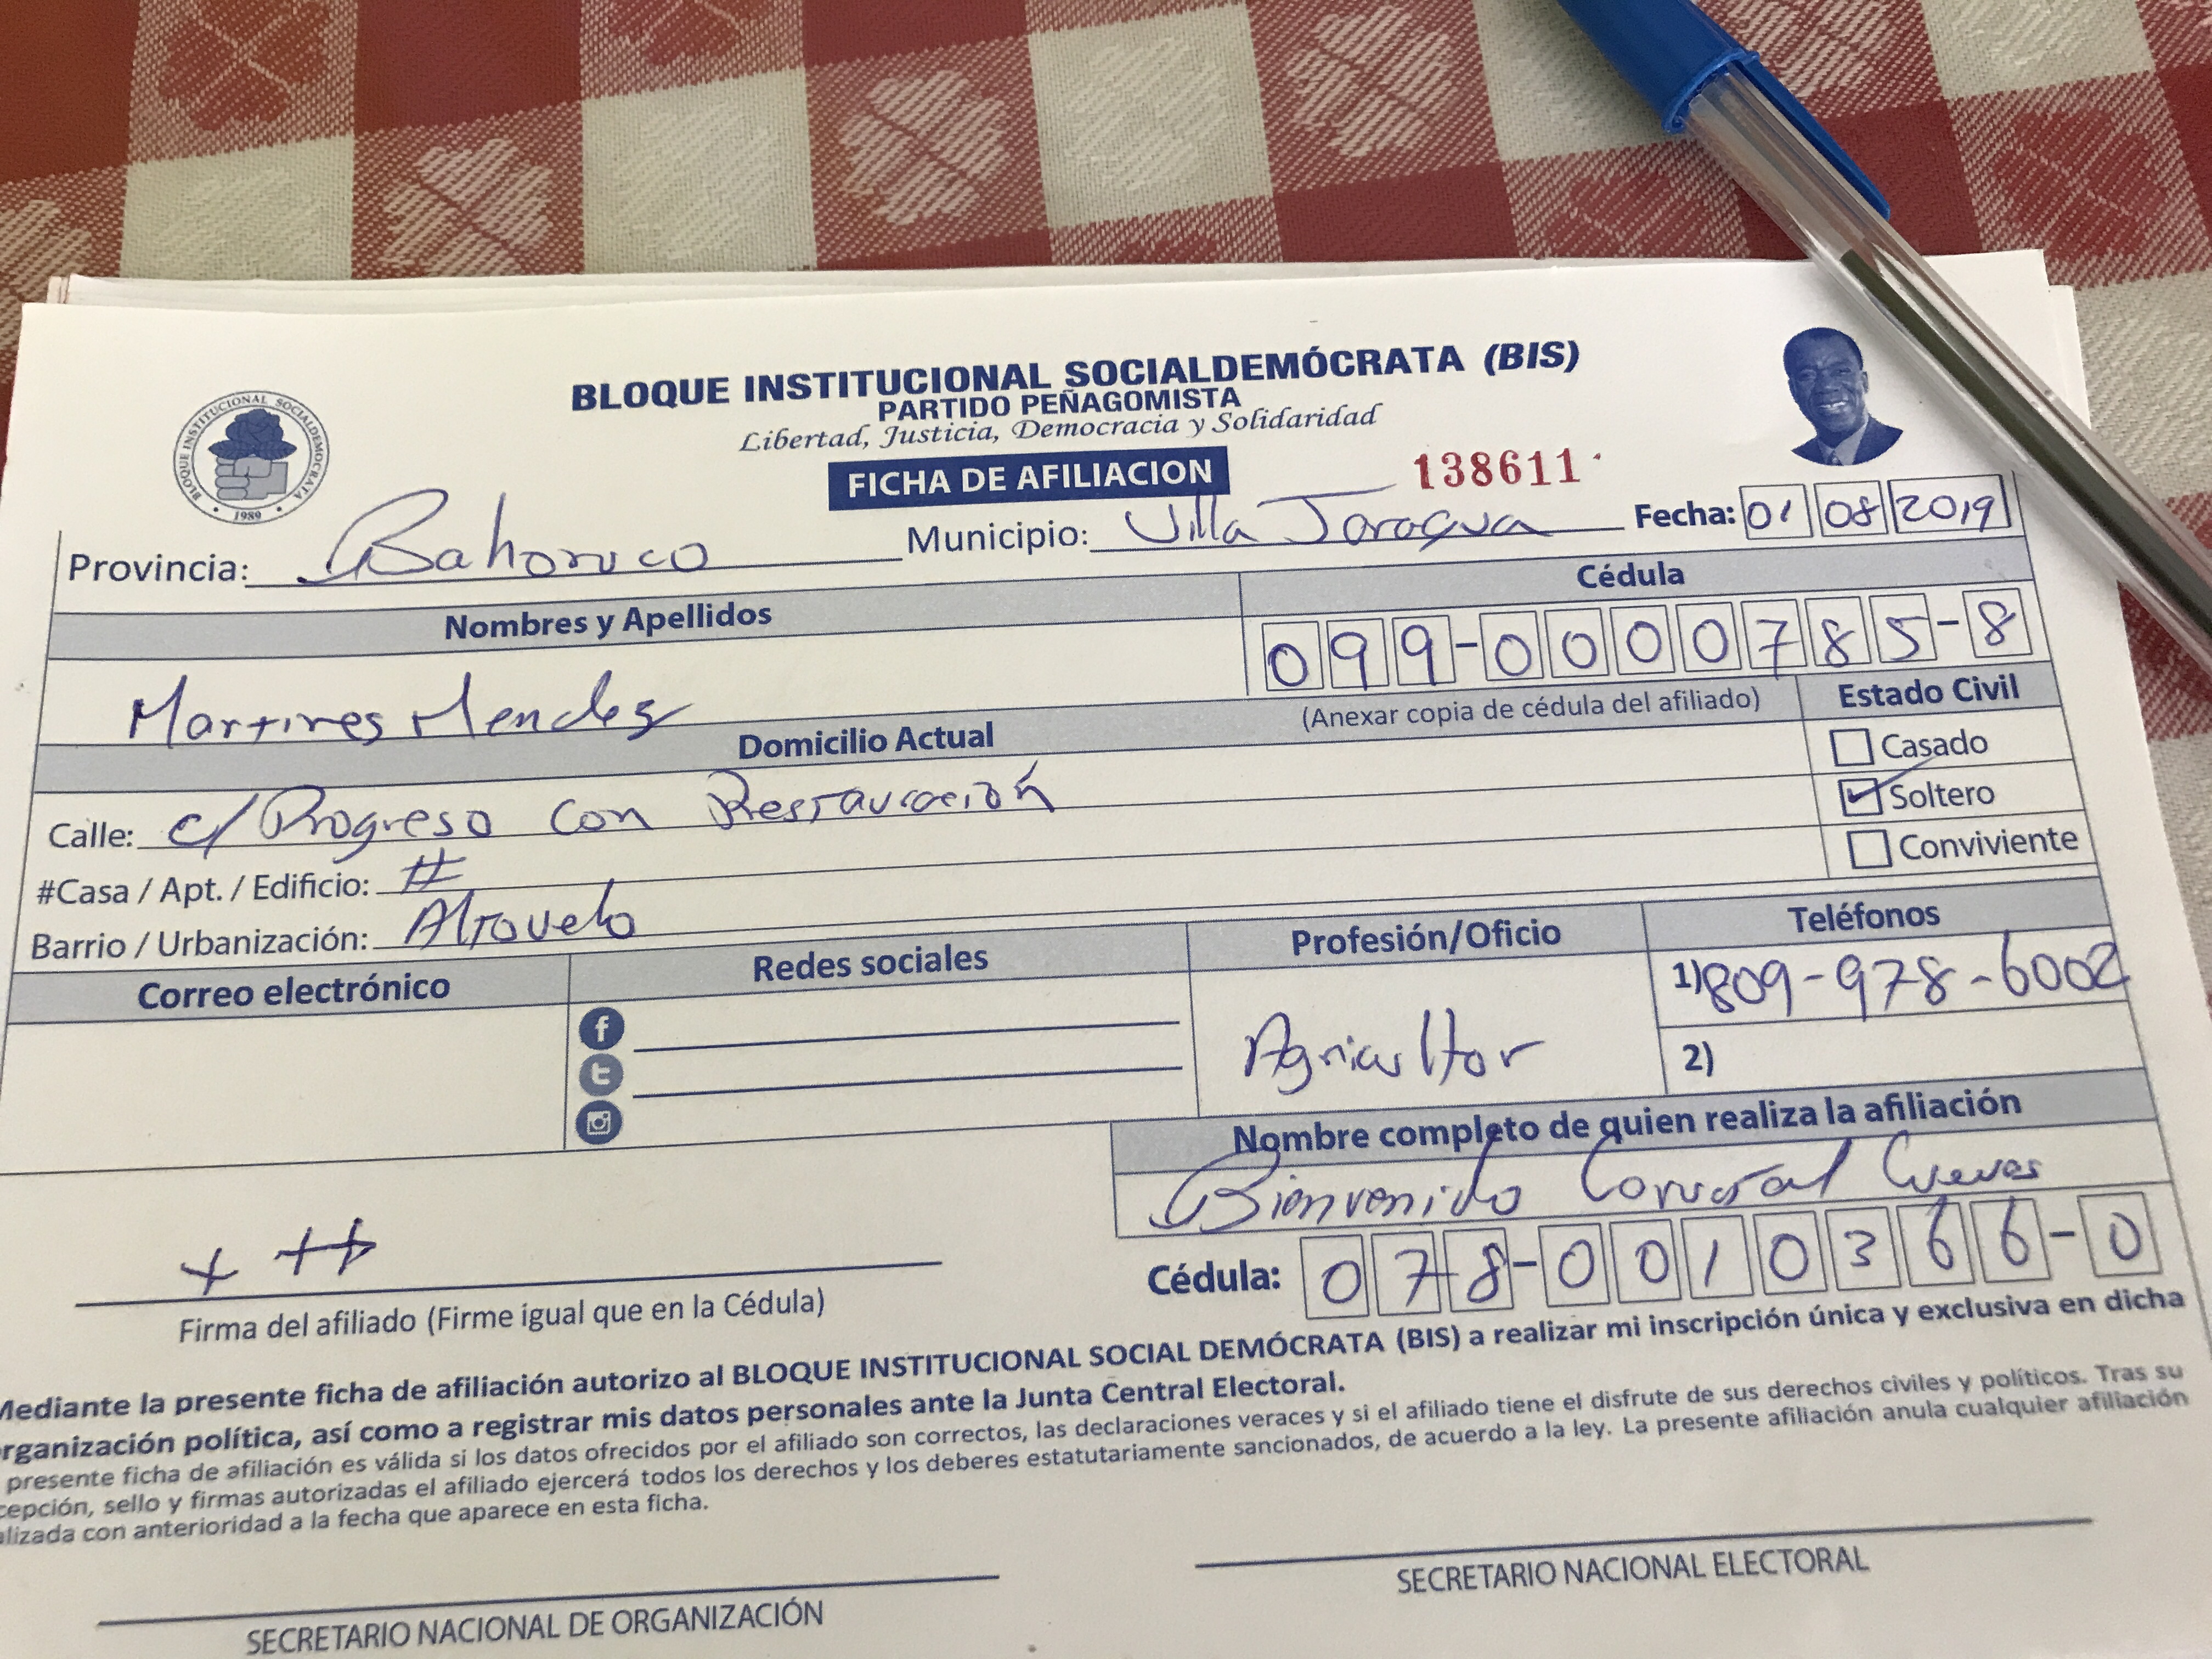 BLOQUE INSTITUCIONAL SOCIALDEMÓCRATA (BIS)
PARTIDO PEÑAGOMISTA
Libertad, Justicia, Democracia y Solidaridad
BLOQUE INSTITUCIONAL SOCIALDEMOCRATA
1989
FICHA DE AFILIACION
138611
Provincia: Bahoruco Municipio: Villa Jaragua Fecha: 01 08 2019
Nombres y Apellidos Cédula
Martires Mendez 099-0000785-8
(Anexar copia de cédula del afiliado) Estado Civil
Domicilio Actual
Casado
Calle: c/ Progreso con Restauración
Soltero
#Casa / Apt. / Edificio: #
Conviviente
Barrio / Urbanización: Altovelo
Correo electrónico Redes sociales Profesión/Oficio Teléfonos
1) 809-978-6002
Agricultor
2)
Nombre completo de quien realiza la afiliación
Bienvenido Cuevas
+ ++
Cédula: 078-0010366-0
Firma del afiliado (Firme igual que en la Cédula)
Mediante la presente ficha de afiliación autorizo al BLOQUE INSTITUCIONAL SOCIAL DEMÓCRATA (BIS) a realizar mi inscripción única y exclusiva en dicha
rganización política, así como a registrar mis datos personales ante la Junta Central Electoral.
presente ficha de afiliación es válida si los datos ofrecidos por el afiliado son correctos, las declaraciones veraces y si el afiliado tiene el disfrute de sus derechos civiles y políticos. Tras su
cepción, sello y firmas autorizadas el afiliado ejercerá todos los derechos y los deberes estatutariamente sancionados, de acuerdo a la ley. La presente afiliación anula cualquier afiliación
alizada con anterioridad a la fecha que aparece en esta ficha.
SECRETARIO NACIONAL DE ORGANIZACIÓN
SECRETARIO NACIONAL ELECTORAL